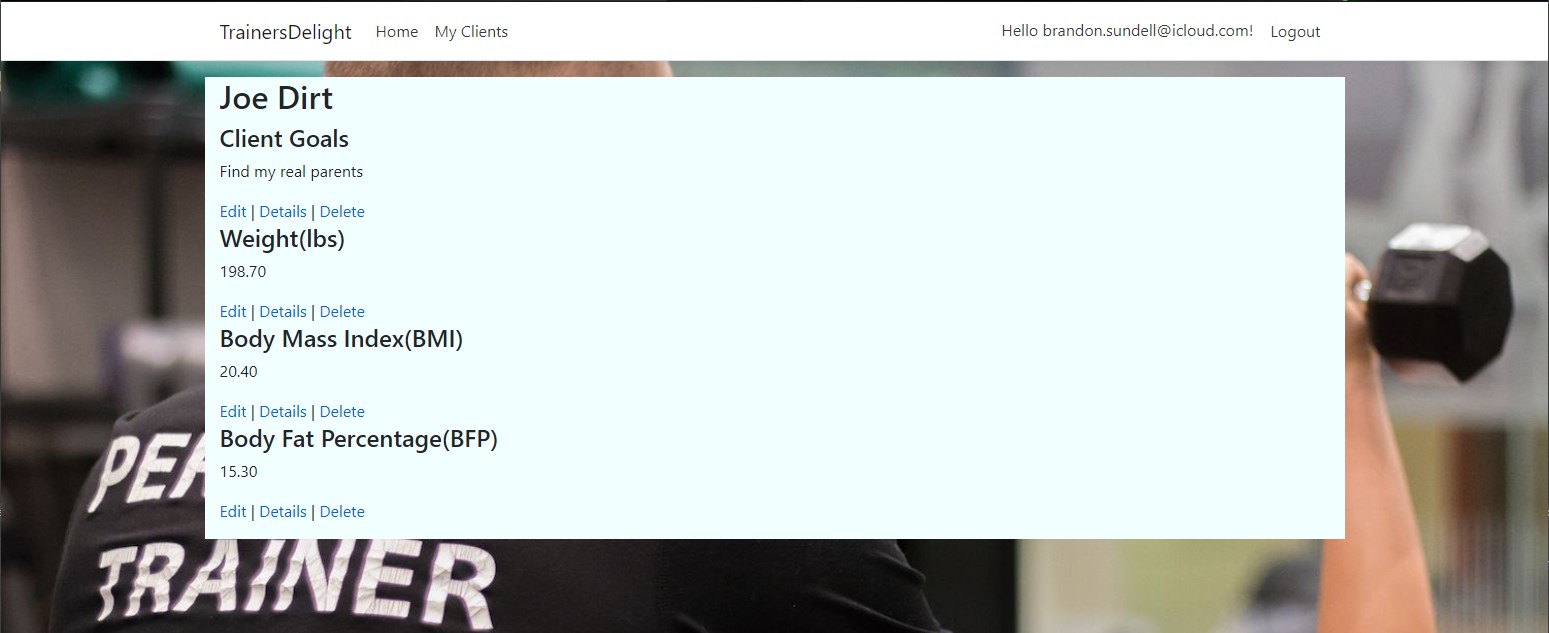 TrainersDelight Home My Clients Hello brandon.sundell@icloud.com! Logout
Joe Dirt
Client Goals
Find my real parents
Edit | Details | Delete
Weight(lbs)
198.70
Edit | Details | Delete
Body Mass Index(BMI)
20.40
Edit | Details | Delete
Body Fat Percentage(BFP)
15.30
Edit | Details | Delete
TRAINER